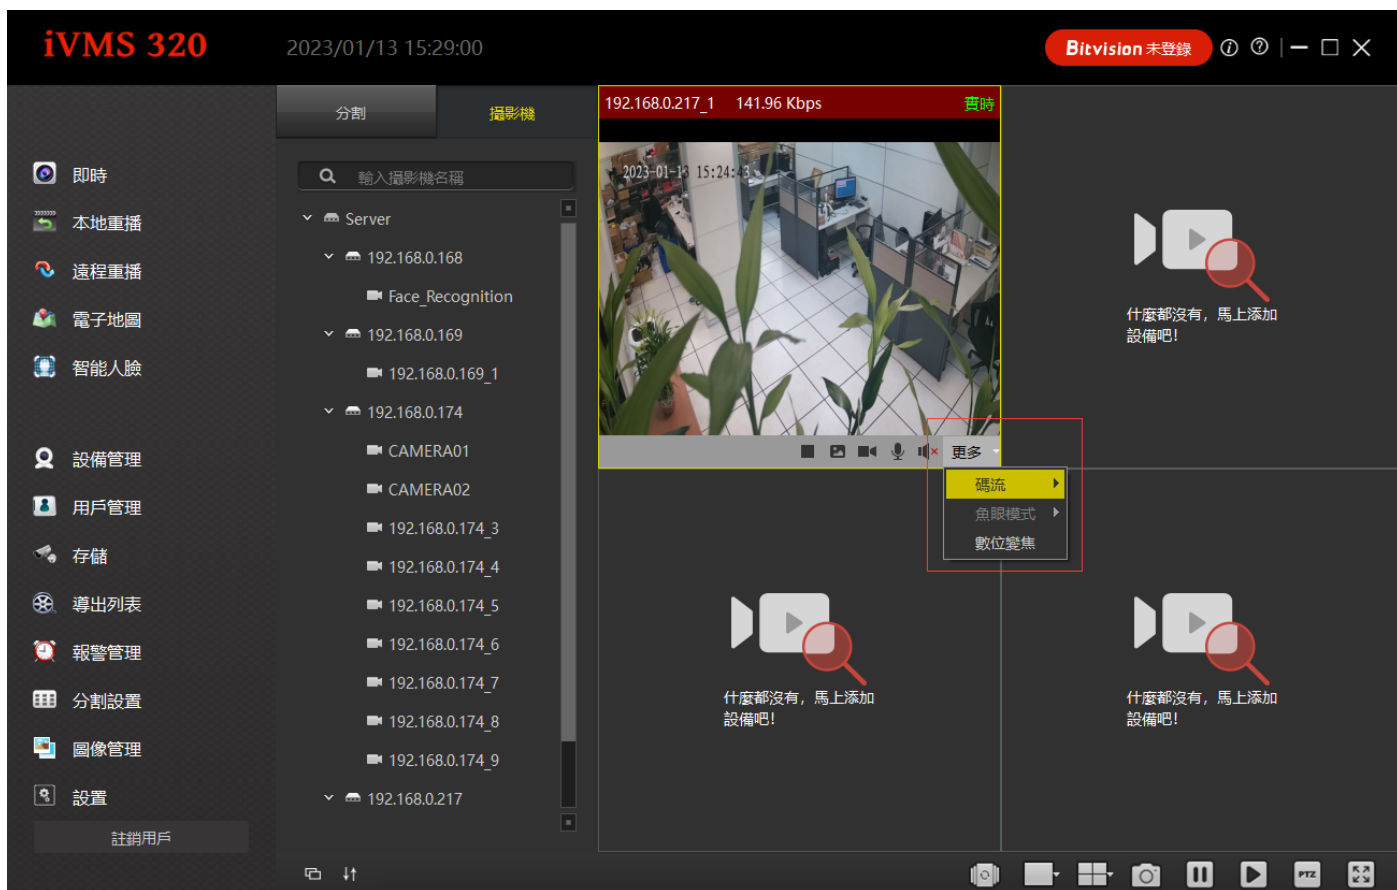 iVMS 320
2023/01/13 15:29:00
Bitvision 未登錄
即時
本地重播
遠程重播
電子地圖
智能人臉
設備管理
用戶管理
存儲
導出列表
報警管理
分割設置
圖像管理
設置
註銷用戶
分割
攝影機
輸入攝影機名稱
Server
192.168.0.168
Face_Recognition
192.168.0.169
192.168.0.169_1
192.168.0.174
CAMERA01
CAMERA02
192.168.0.174_3
192.168.0.174_4
192.168.0.174_5
192.168.0.174_6
192.168.0.174_7
192.168.0.174_8
192.168.0.174_9
192.168.0.217
192.168.0.217_1 141.96 Kbps 實時
2023-01-13 15:24:43
更多
碼流
魚眼模式
數位變焦
什麼都沒有，馬上添加
設備吧！
什麼都沒有，馬上添加
設備吧！
什麼都沒有，馬上添加
設備吧！
PTZ